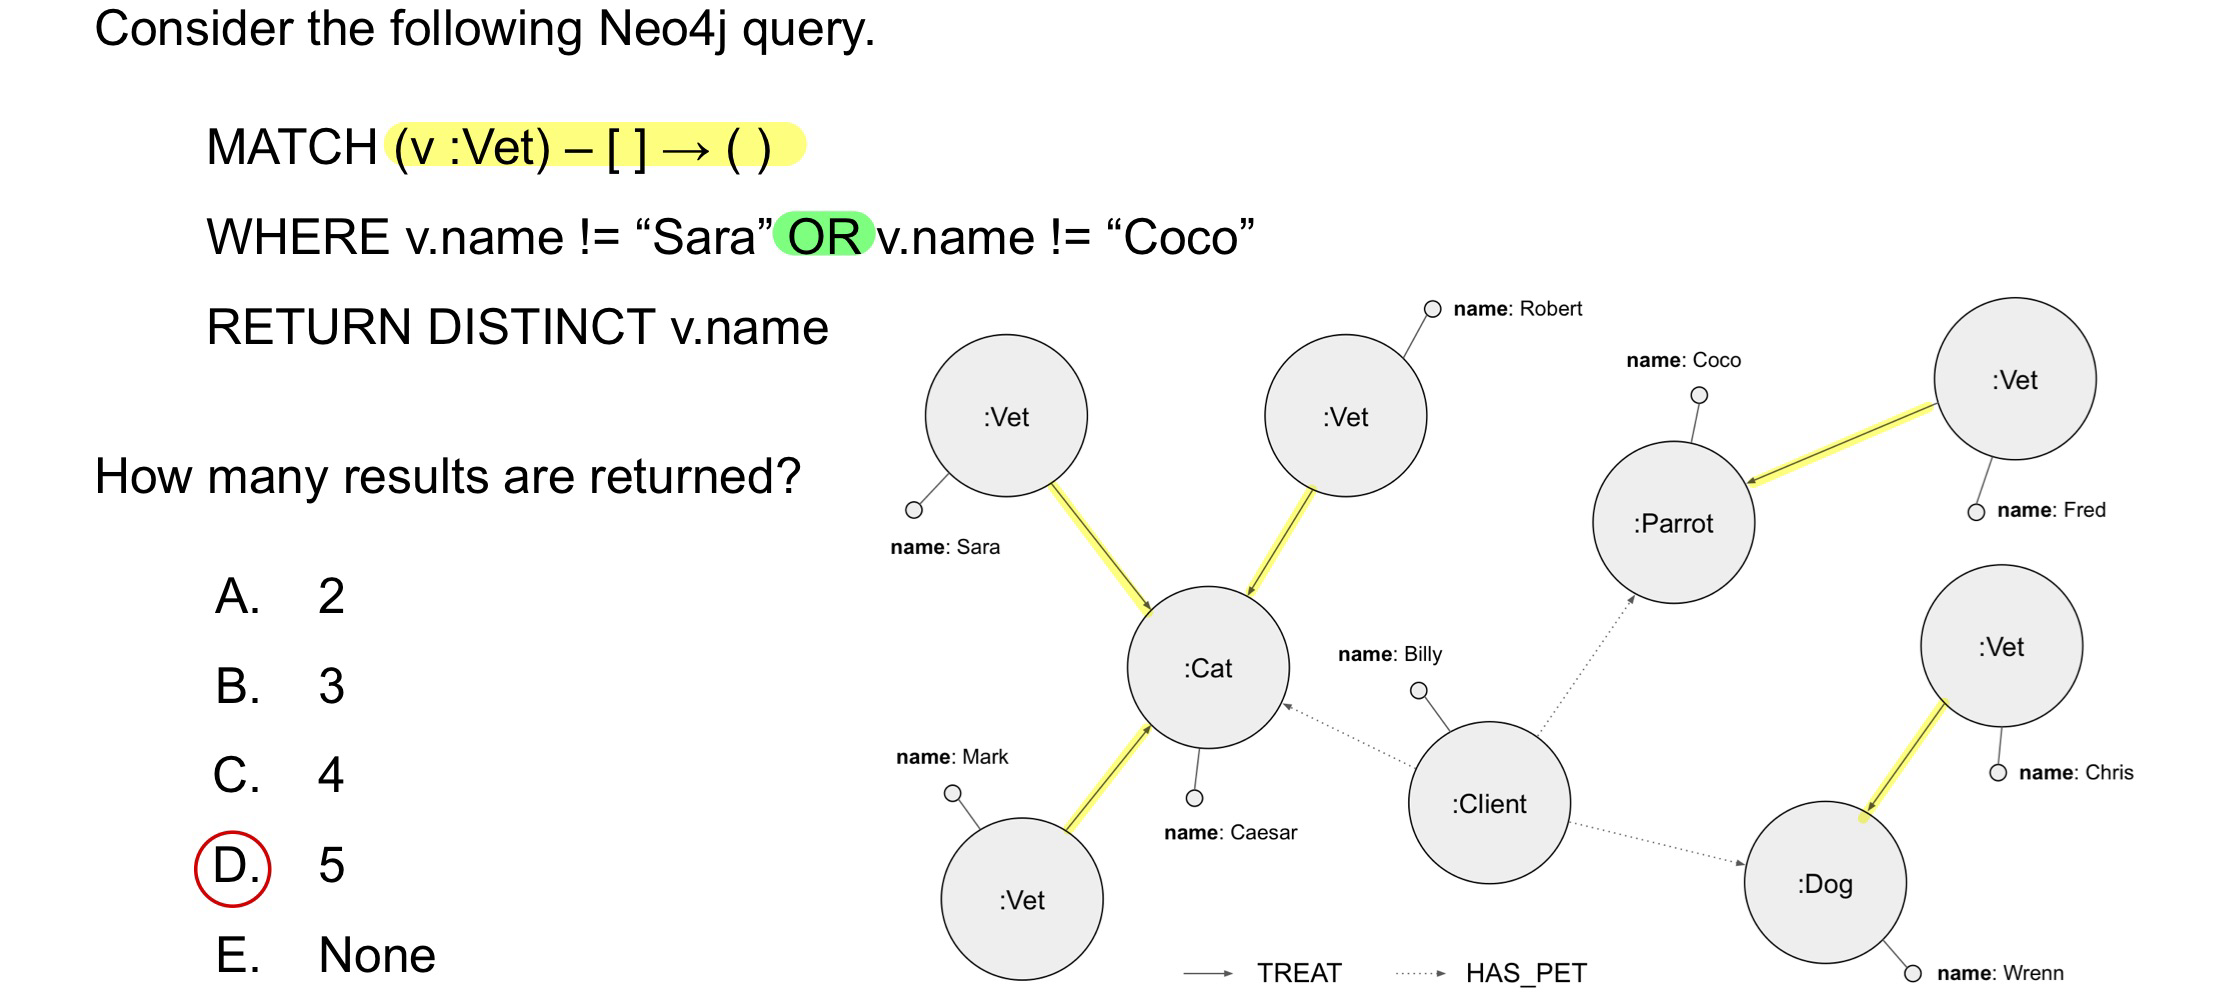 Consider the following Neo4j query.
MATCH (v :Vet) – [ ] → ( )
WHERE v.name != “Sara” OR v.name != “Coco”
RETURN DISTINCT v.name
How many results are returned?
A. 2
B. 3
C. 4
D. 5
E. None
name: Robert
:Vet
name: Sara
:Vet
name: Coco
:Vet
:Parrot
name: Fred
:Cat
name: Billy
:Vet
name: Mark
name: Caesar
:Client
name: Chris
:Vet
:Dog
name: Wrenn
TREAT
HAS_PET